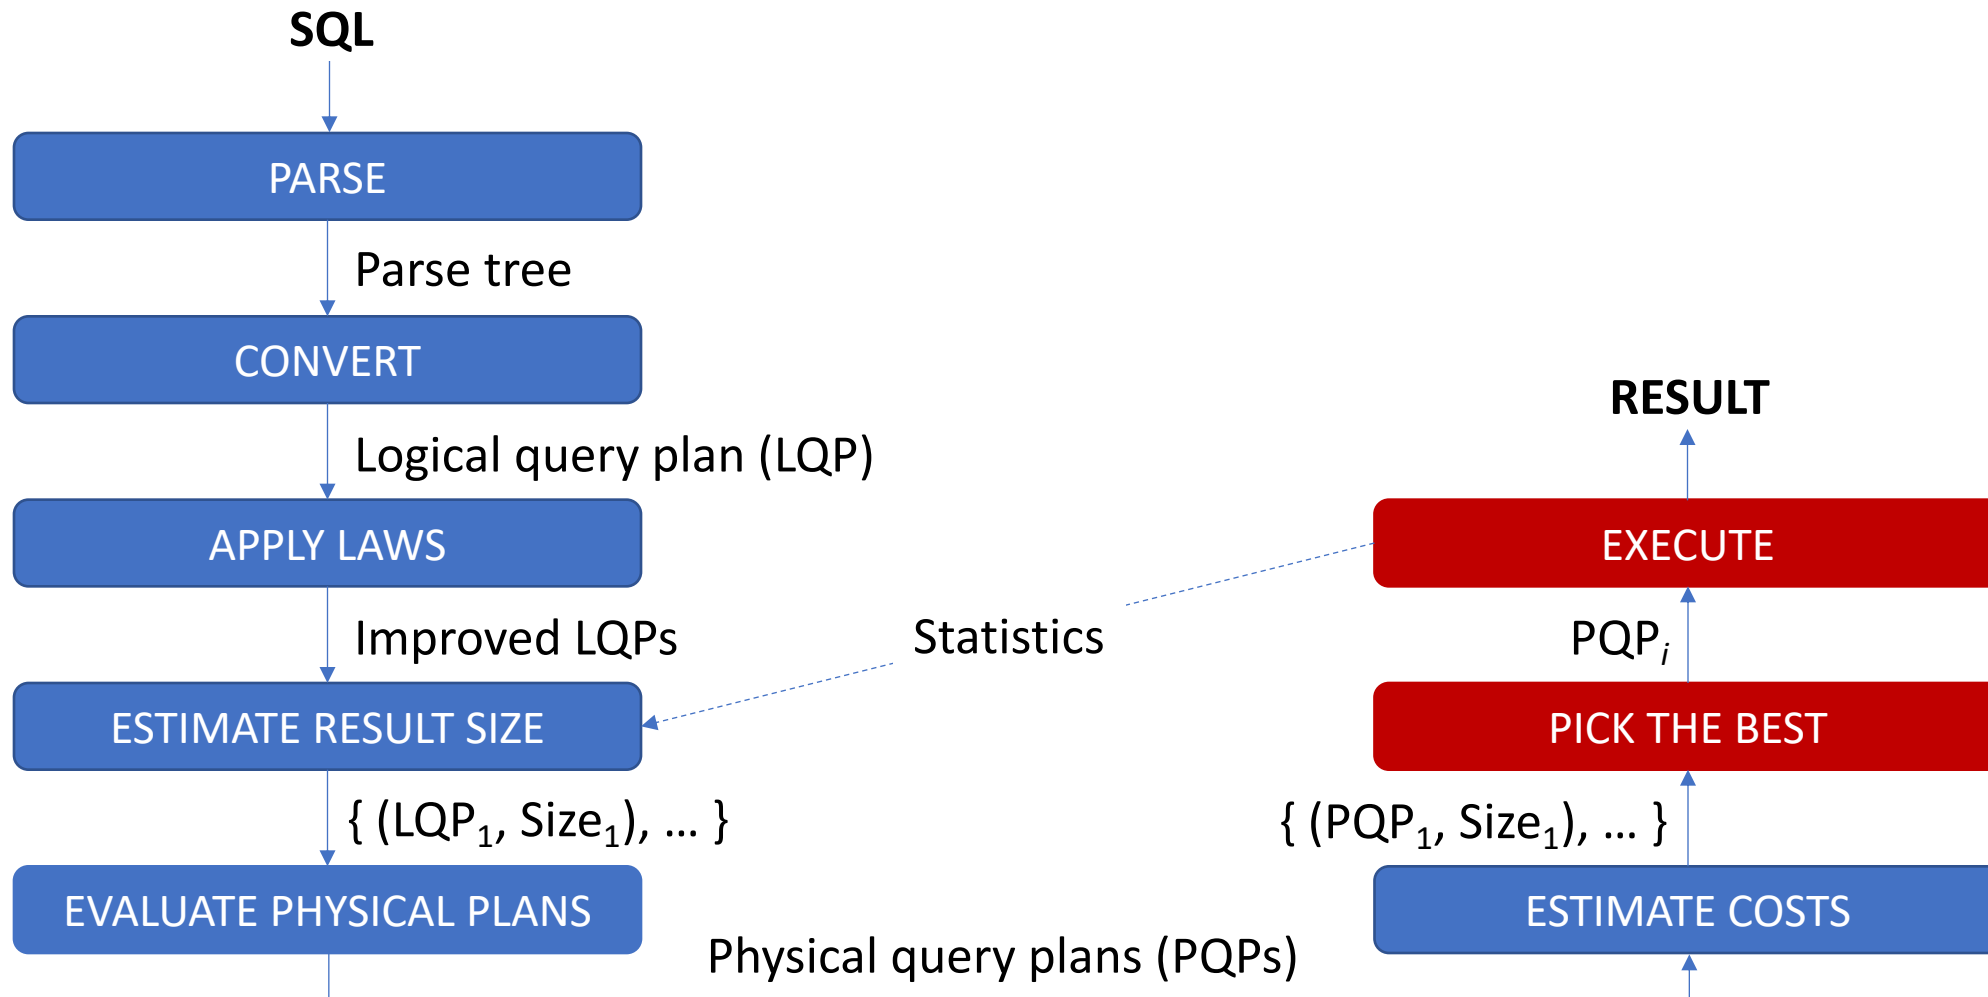 SQL
PARSE
Parse tree
CONVERT
Logical query plan (LQP)
APPLY LAWS
Improved LQPs
ESTIMATE RESULT SIZE
{ (LQP₁, Size₁), ... }
EVALUATE PHYSICAL PLANS
Statistics
Physical query plans (PQPs)
RESULT
EXECUTE
PQPᵢ
PICK THE BEST
{ (PQP₁, Size₁), ... }
ESTIMATE COSTS